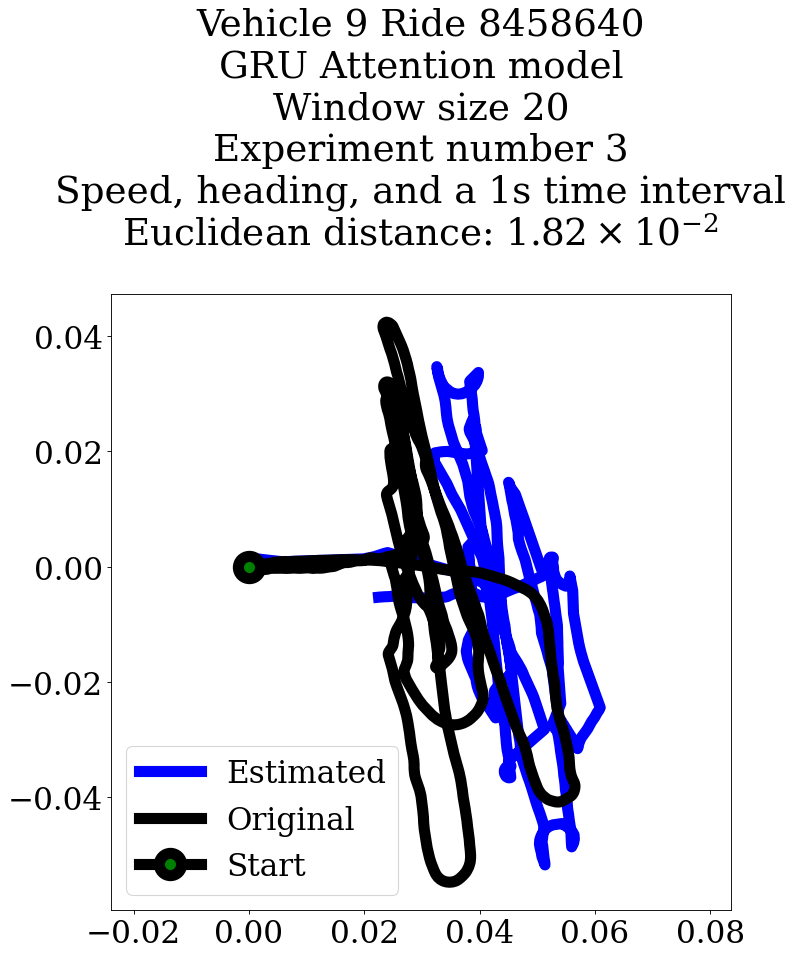 Vehicle 9 Ride 8458640
GRU Attention model
Window size 20
Experiment number 3
Speed, heading, and a 1s time interval
Euclidean distance: 1.82 × 10⁻²
0.04
0.02
0.00
−0.02
−0.04
Estimated
Original
Start
−0.02 0.00 0.02 0.04 0.06 0.08